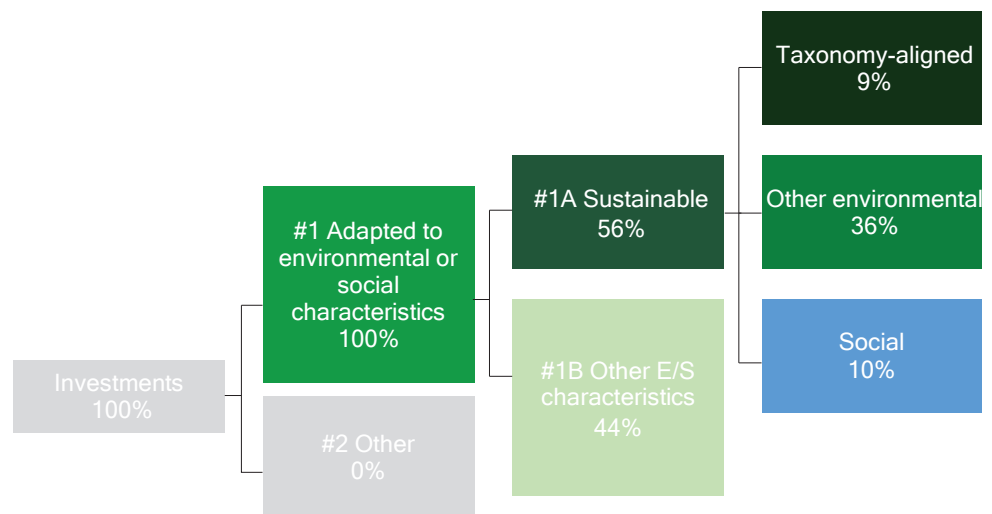 Investments
100%
#1 Adapted to
environmental or
social
characteristics
100%
#2 Other
0%
#1A Sustainable
56%
#1B Other E/S
characteristics
44%
Taxonomy-aligned
9%
Other environmental
36%
Social
10%